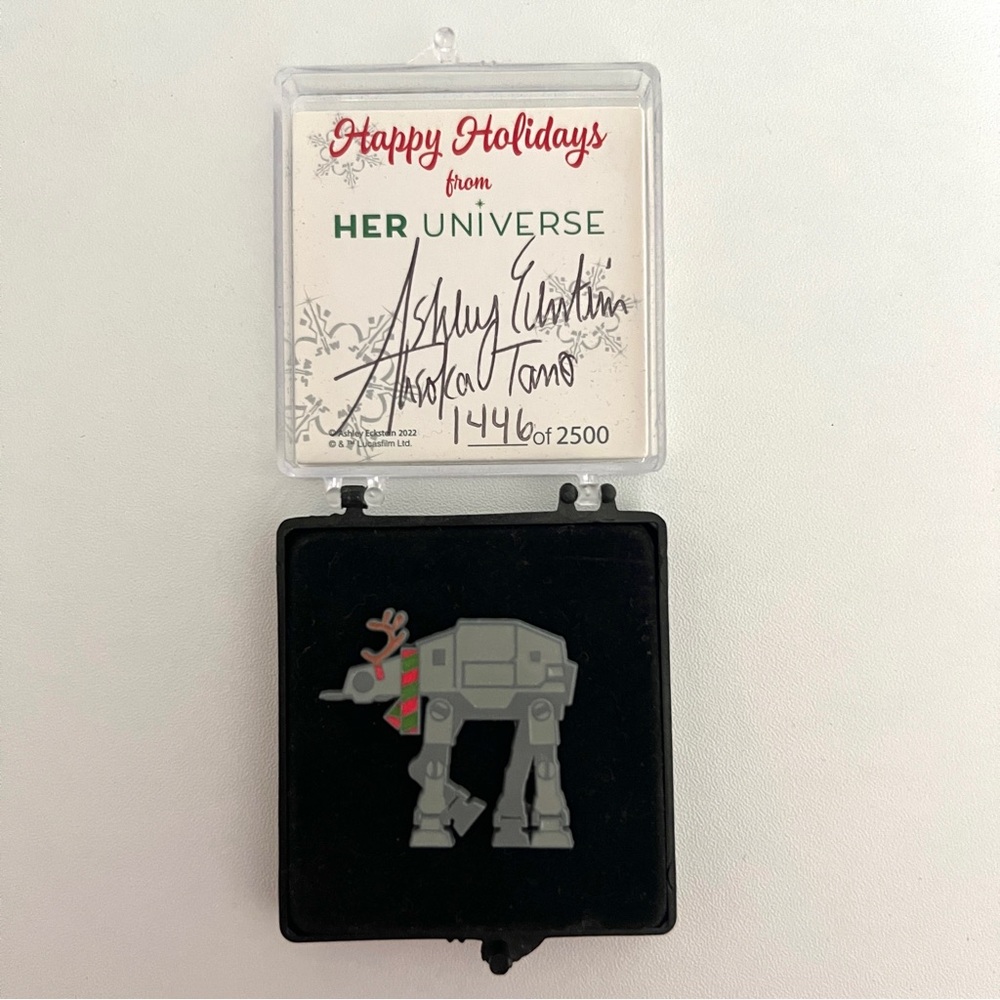 Happy Holidays
from
HER UNIVERSE
Ashley Eckstein
Ahsoka Tano
1446 of 2500
© Ashley Eckstein 2022
© & ™ Lucasfilm Ltd.